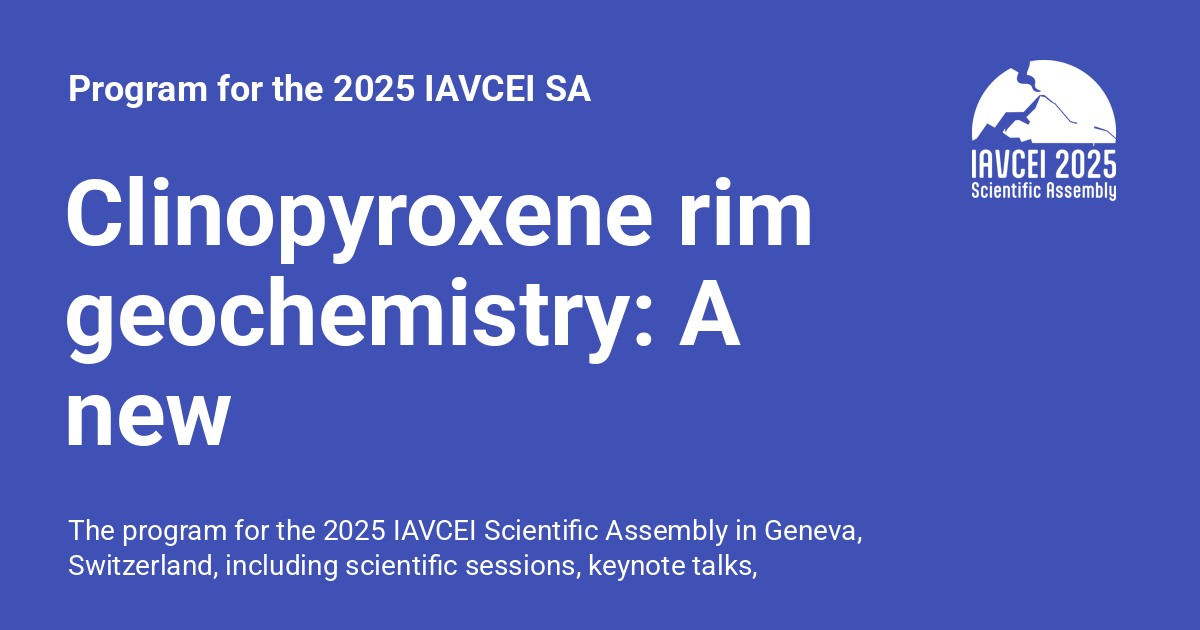 Program for the 2025 IAVCEI SA
IAVCEI 2025
Scientific Assembly
Clinopyroxene rim
geochemistry: A
new
The program for the 2025 IAVCEI Scientific Assembly in Geneva,
Switzerland, including scientific sessions, keynote talks,